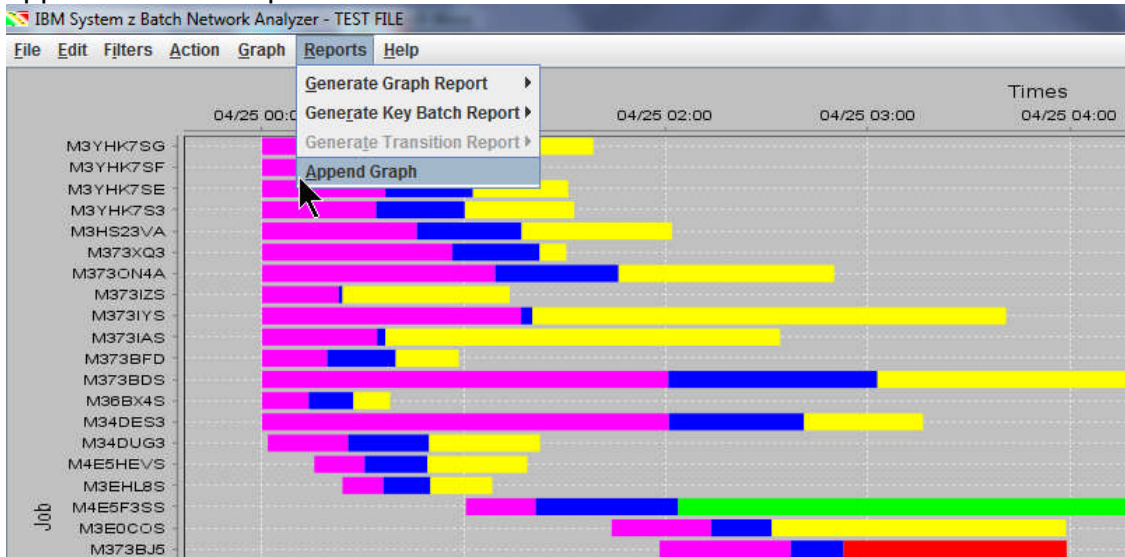 IBM System z Batch Network Analyzer - TEST FILE
File Edit Filters Action Graph Reports Help
Generate Graph Report
Generate Key Batch Report
Generate Transition Report
Append Graph
Times
04/25 00:0 04/25 02:00 04/25 03:00 04/25 04:00
M3YHK7SG
M3YHK7SF
M3YHK7SE
M3YHK7S3
M3HS23VA
M373XQ3
M373ON4A
M373IZS
M373IYS
M373IAS
M373BFD
M373BDS
M36BX4S
M34DES3
M34DUG3
M4E5HEVS
M3EHL8S
M4E5F3SS
M3E0COS
M373BJ5
Job